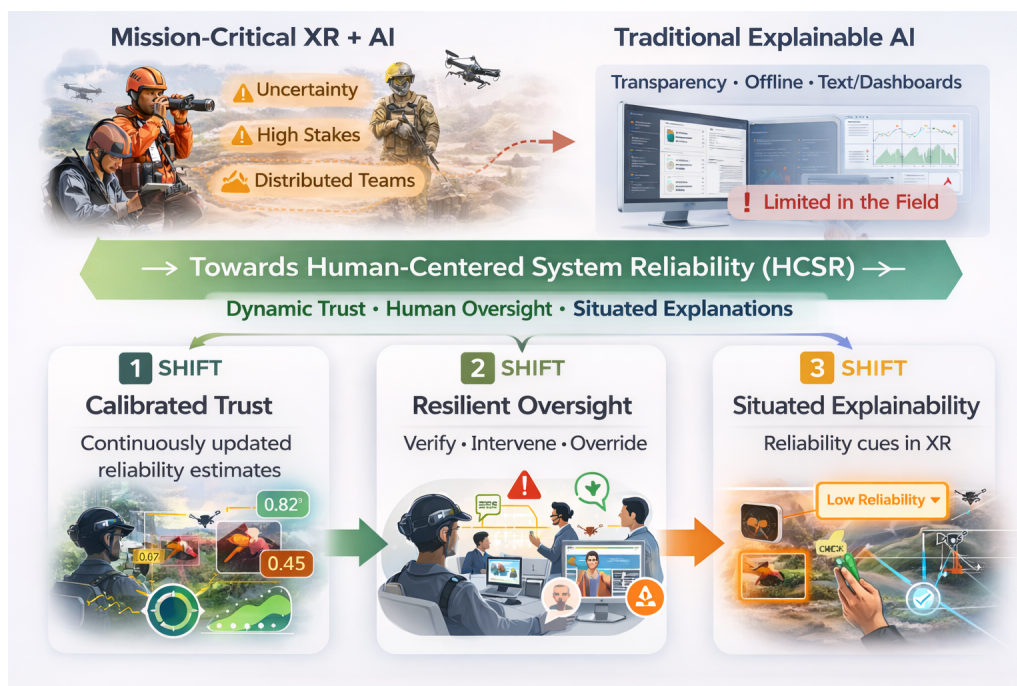 Mission-Critical XR + AI
Uncertainty
High Stakes
Distributed Teams
Traditional Explainable AI
Transparency • Offline • Text/Dashboards
! Limited in the Field
→ Towards Human-Centered System Reliability (HCSR) →
Dynamic Trust • Human Oversight • Situated Explanations
1 SHIFT
Calibrated Trust
Continuously updated
reliability estimates
0.82
0.67
0.45
2 SHIFT
Resilient Oversight
Verify • Intervene • Override
3 SHIFT
Situated Explainability
Reliability cues in XR
Low Reliability